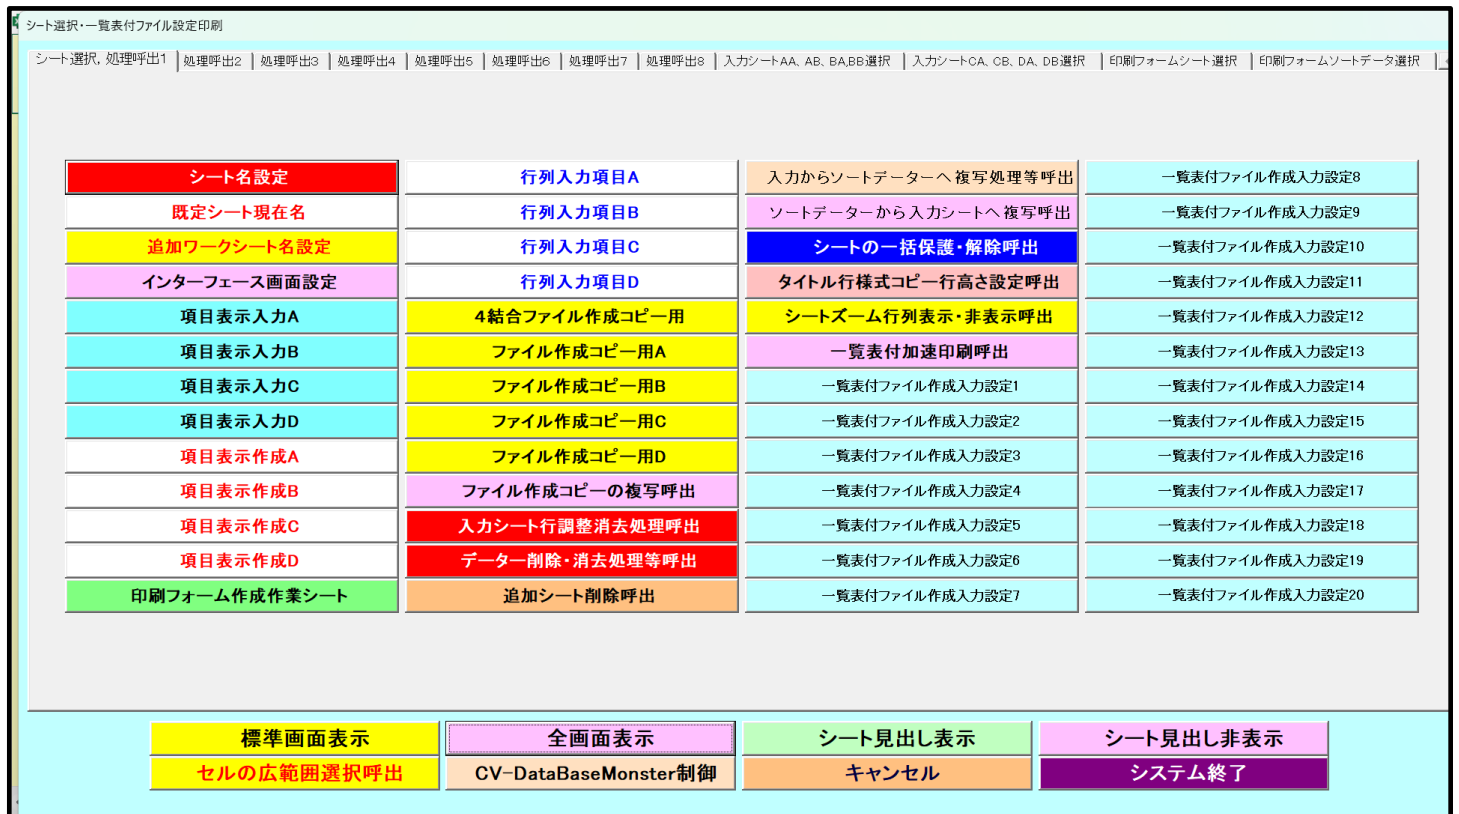 シート選択・一覧表付ファイル設定印刷
シート選択, 処理呼出1 処理呼出2 処理呼出3 処理呼出4 処理呼出5 処理呼出6 処理呼出7 処理呼出8 入力シートAA、AB、BA,BB選択 入力シートCA、CB、DA、DB選択 印刷フォームシート選択 印刷フォームソートデータ選択
シート名設定 行列入力項目A 入力からソートデーターへ複写処理等呼出 一覧表付ファイル作成入力設定8
既定シート現在名 行列入力項目B ソートデーターから入力シートへ複写呼出 一覧表付ファイル作成入力設定9
追加ワークシート名設定 行列入力項目C シートの一括保護・解除呼出 一覧表付ファイル作成入力設定10
インターフェース画面設定 行列入力項目D タイトル行様式コピー行高さ設定呼出 一覧表付ファイル作成入力設定11
項目表示入力A 4結合ファイル作成コピー用 シートズーム行列表示・非表示呼出 一覧表付ファイル作成入力設定12
項目表示入力B ファイル作成コピー用A 一覧表付加速印刷呼出 一覧表付ファイル作成入力設定13
項目表示入力C ファイル作成コピー用B 一覧表付ファイル作成入力設定1 一覧表付ファイル作成入力設定14
項目表示入力D ファイル作成コピー用C 一覧表付ファイル作成入力設定2 一覧表付ファイル作成入力設定15
項目表示作成A ファイル作成コピー用D 一覧表付ファイル作成入力設定3 一覧表付ファイル作成入力設定16
項目表示作成B ファイル作成コピーの複写呼出 一覧表付ファイル作成入力設定4 一覧表付ファイル作成入力設定17
項目表示作成C 入力シート行調整消去処理呼出 一覧表付ファイル作成入力設定5 一覧表付ファイル作成入力設定18
項目表示作成D データー削除・消去処理等呼出 一覧表付ファイル作成入力設定6 一覧表付ファイル作成入力設定19
印刷フォーム作成作業シート 追加シート削除呼出 一覧表付ファイル作成入力設定7 一覧表付ファイル作成入力設定20
標準画面表示 全画面表示 シート見出し表示 シート見出し非表示
セルの広範囲選択呼出 CV-DataBaseMonster制御 キャンセル システム終了